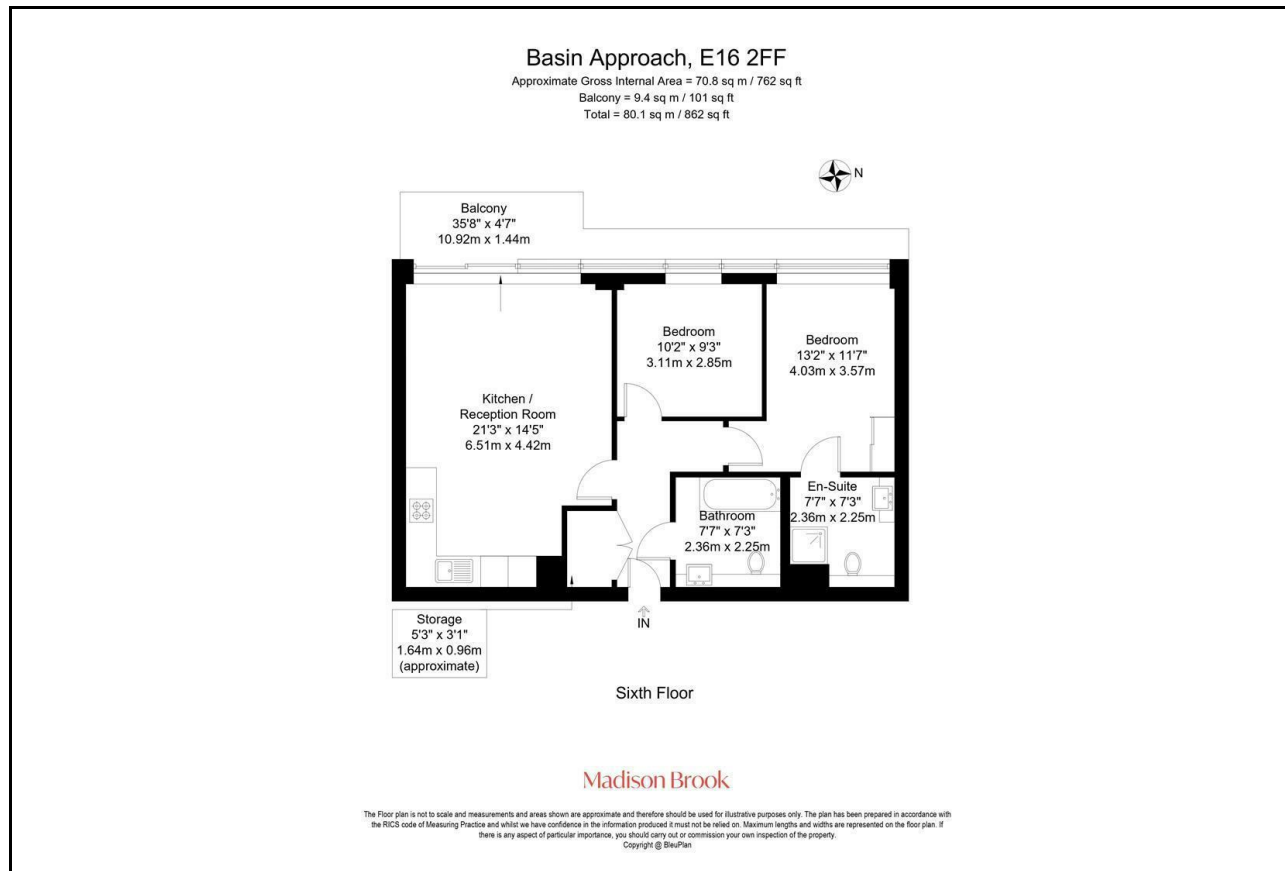 Basin Approach, E16 2FF
Approximate Gross Internal Area = 70.8 sq m / 762 sq ft
Balcony = 9.4 sq m / 101 sq ft
Total = 80.1 sq m / 862 sq ft
N
Balcony
35'8" x 4'7"
10.92m x 1.44m
Bedroom
10'2" x 9'3"
3.11m x 2.85m
Bedroom
13'2" x 11'7"
4.03m x 3.57m
Kitchen /
Reception Room
21'3" x 14'5"
6.51m x 4.42m
En-Suite
7'7" x 7'3"
2.36m x 2.25m
Bathroom
7'7" x 7'3"
2.36m x 2.25m
Storage
5'3" x 3'1"
1.64m x 0.96m
(approximate)
IN
Sixth Floor
Madison Brook
The Floor plan is not to scale and measurements and areas shown are approximate and therefore should be used for illustrative purposes only. The plan has been prepared in accordance with
the RICS code of Measuring Practice and whilst we have confidence in the information produced it must not be relied on. Maximum lengths and widths are represented on the floor plan. If
there is any aspect of particular importance, you should carry out or commission your own inspection of the property.
Copyright @ BleuPlan